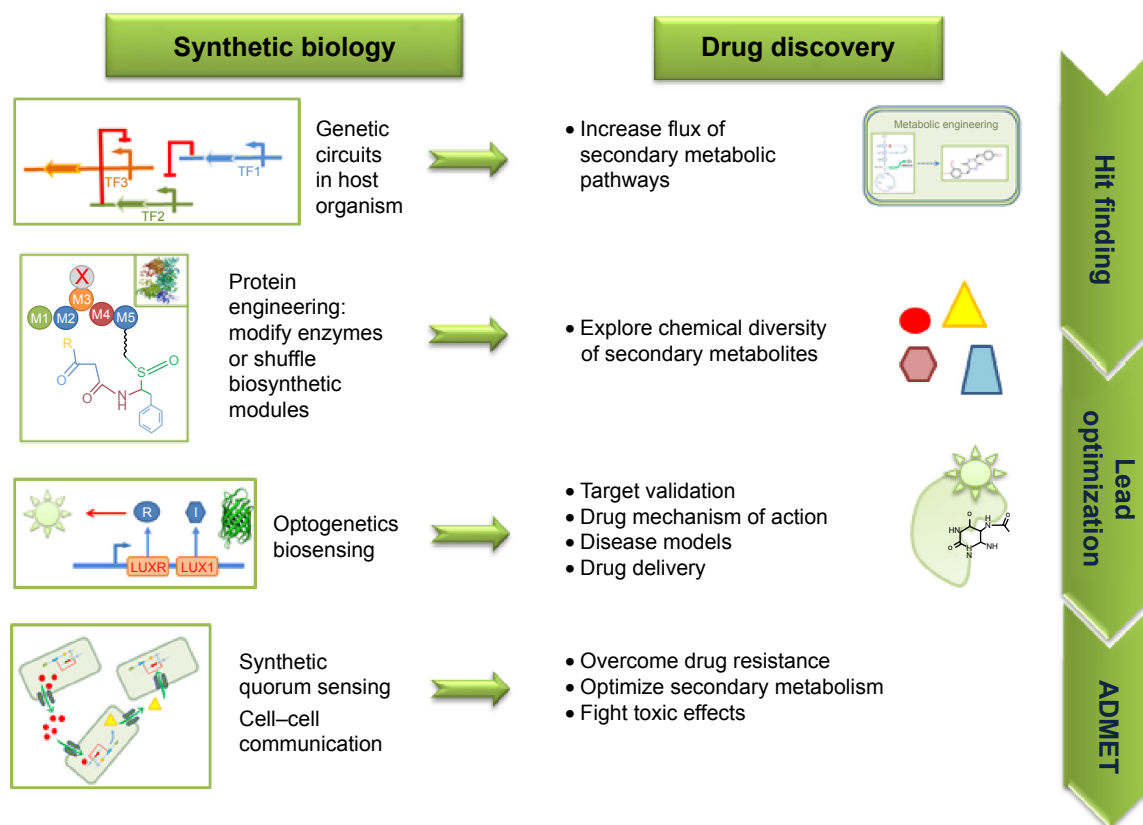 Synthetic biology
Drug discovery
TF3
TF1
TF2
Genetic
circuits
in host
organism
• Increase flux of
secondary metabolic
pathways
Metabolic engineering
Hit finding
X
M3
M1
M2
M4
M5
R
O
S
O
O
N
H
Protein
engineering:
modify enzymes
or shuffle
biosynthetic
modules
• Explore chemical diversity
of secondary metabolites
Lead
optimization
R
I
LUXR
LUX1
Optogenetics
biosensing
• Target validation
• Drug mechanism of action
• Disease models
• Drug delivery
O
H
N
O
HN
O
NH
N
Synthetic
quorum sensing
Cell–cell
communication
• Overcome drug resistance
• Optimize secondary metabolism
• Fight toxic effects
ADMET